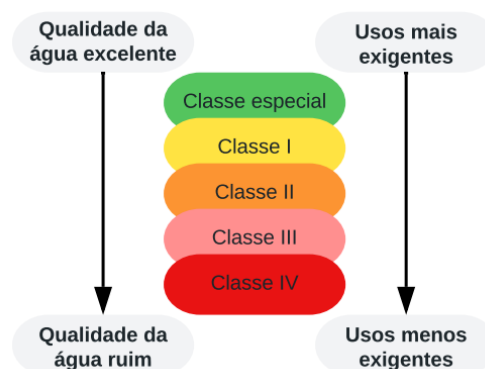 Qualidade da
água excelente
Usos mais
exigentes
Classe especial
Classe I
Classe II
Classe III
Classe IV
Qualidade da
água ruim
Usos menos
exigentes